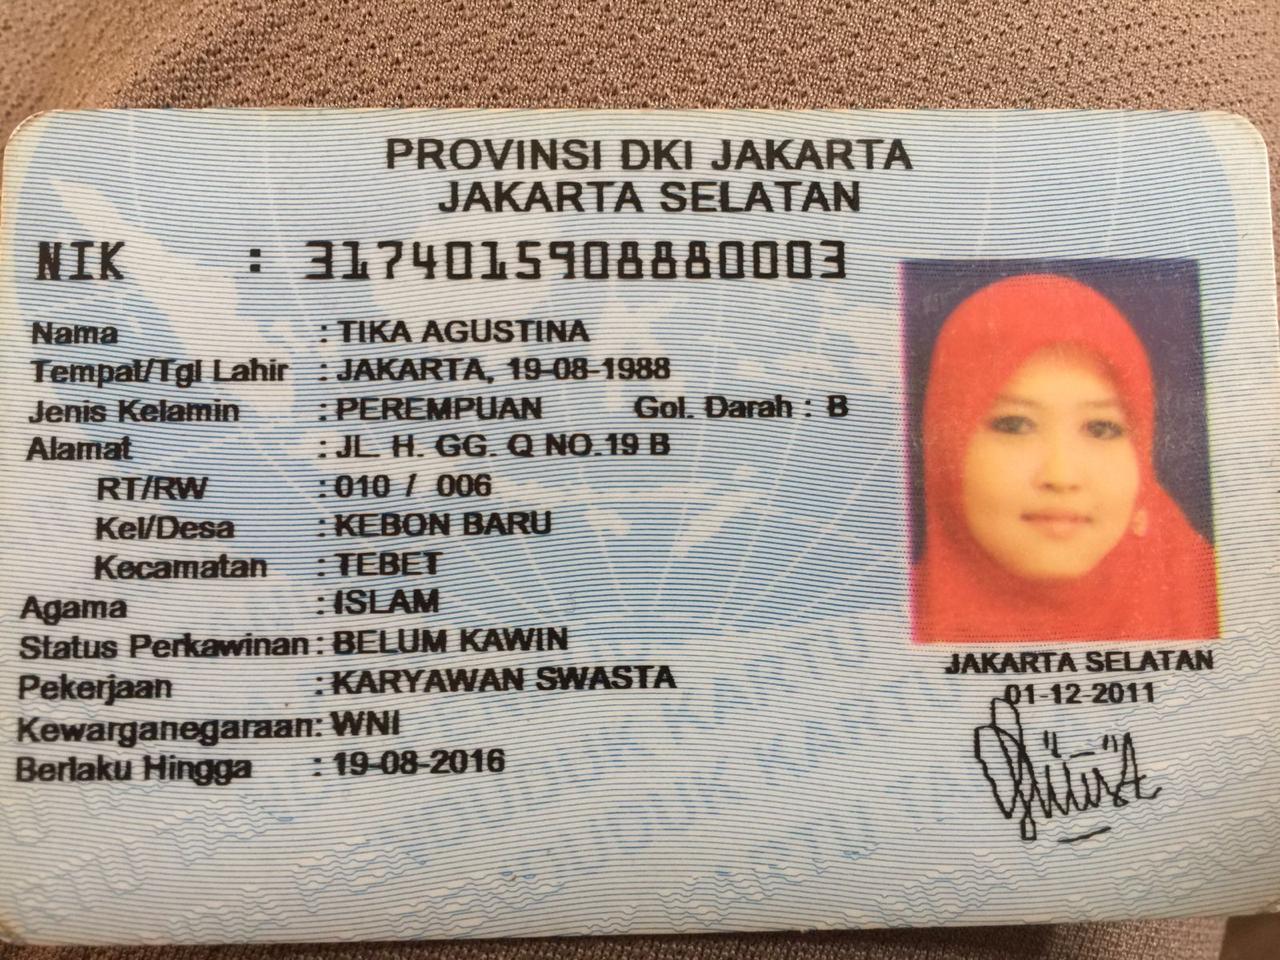 PROVINSI DKI JAKARTA
JAKARTA SELATAN
NIK : 3174015908880003
Nama : TIKA AGUSTINA
Tempat/Tgl Lahir : JAKARTA, 19-08-1988
Jenis Kelamin : PEREMPUAN Gol. Darah : B
Alamat : JL. H. GG. Q NO.19 B
RT/RW : 010 / 006
Kel/Desa : KEBON BARU
Kecamatan : TEBET
Agama : ISLAM
Status Perkawinan : BELUM KAWIN
Pekerjaan : KARYAWAN SWASTA
Kewarganegaraan : WNI
Berlaku Hingga : 19-08-2016
JAKARTA SELATAN
01-12-2011